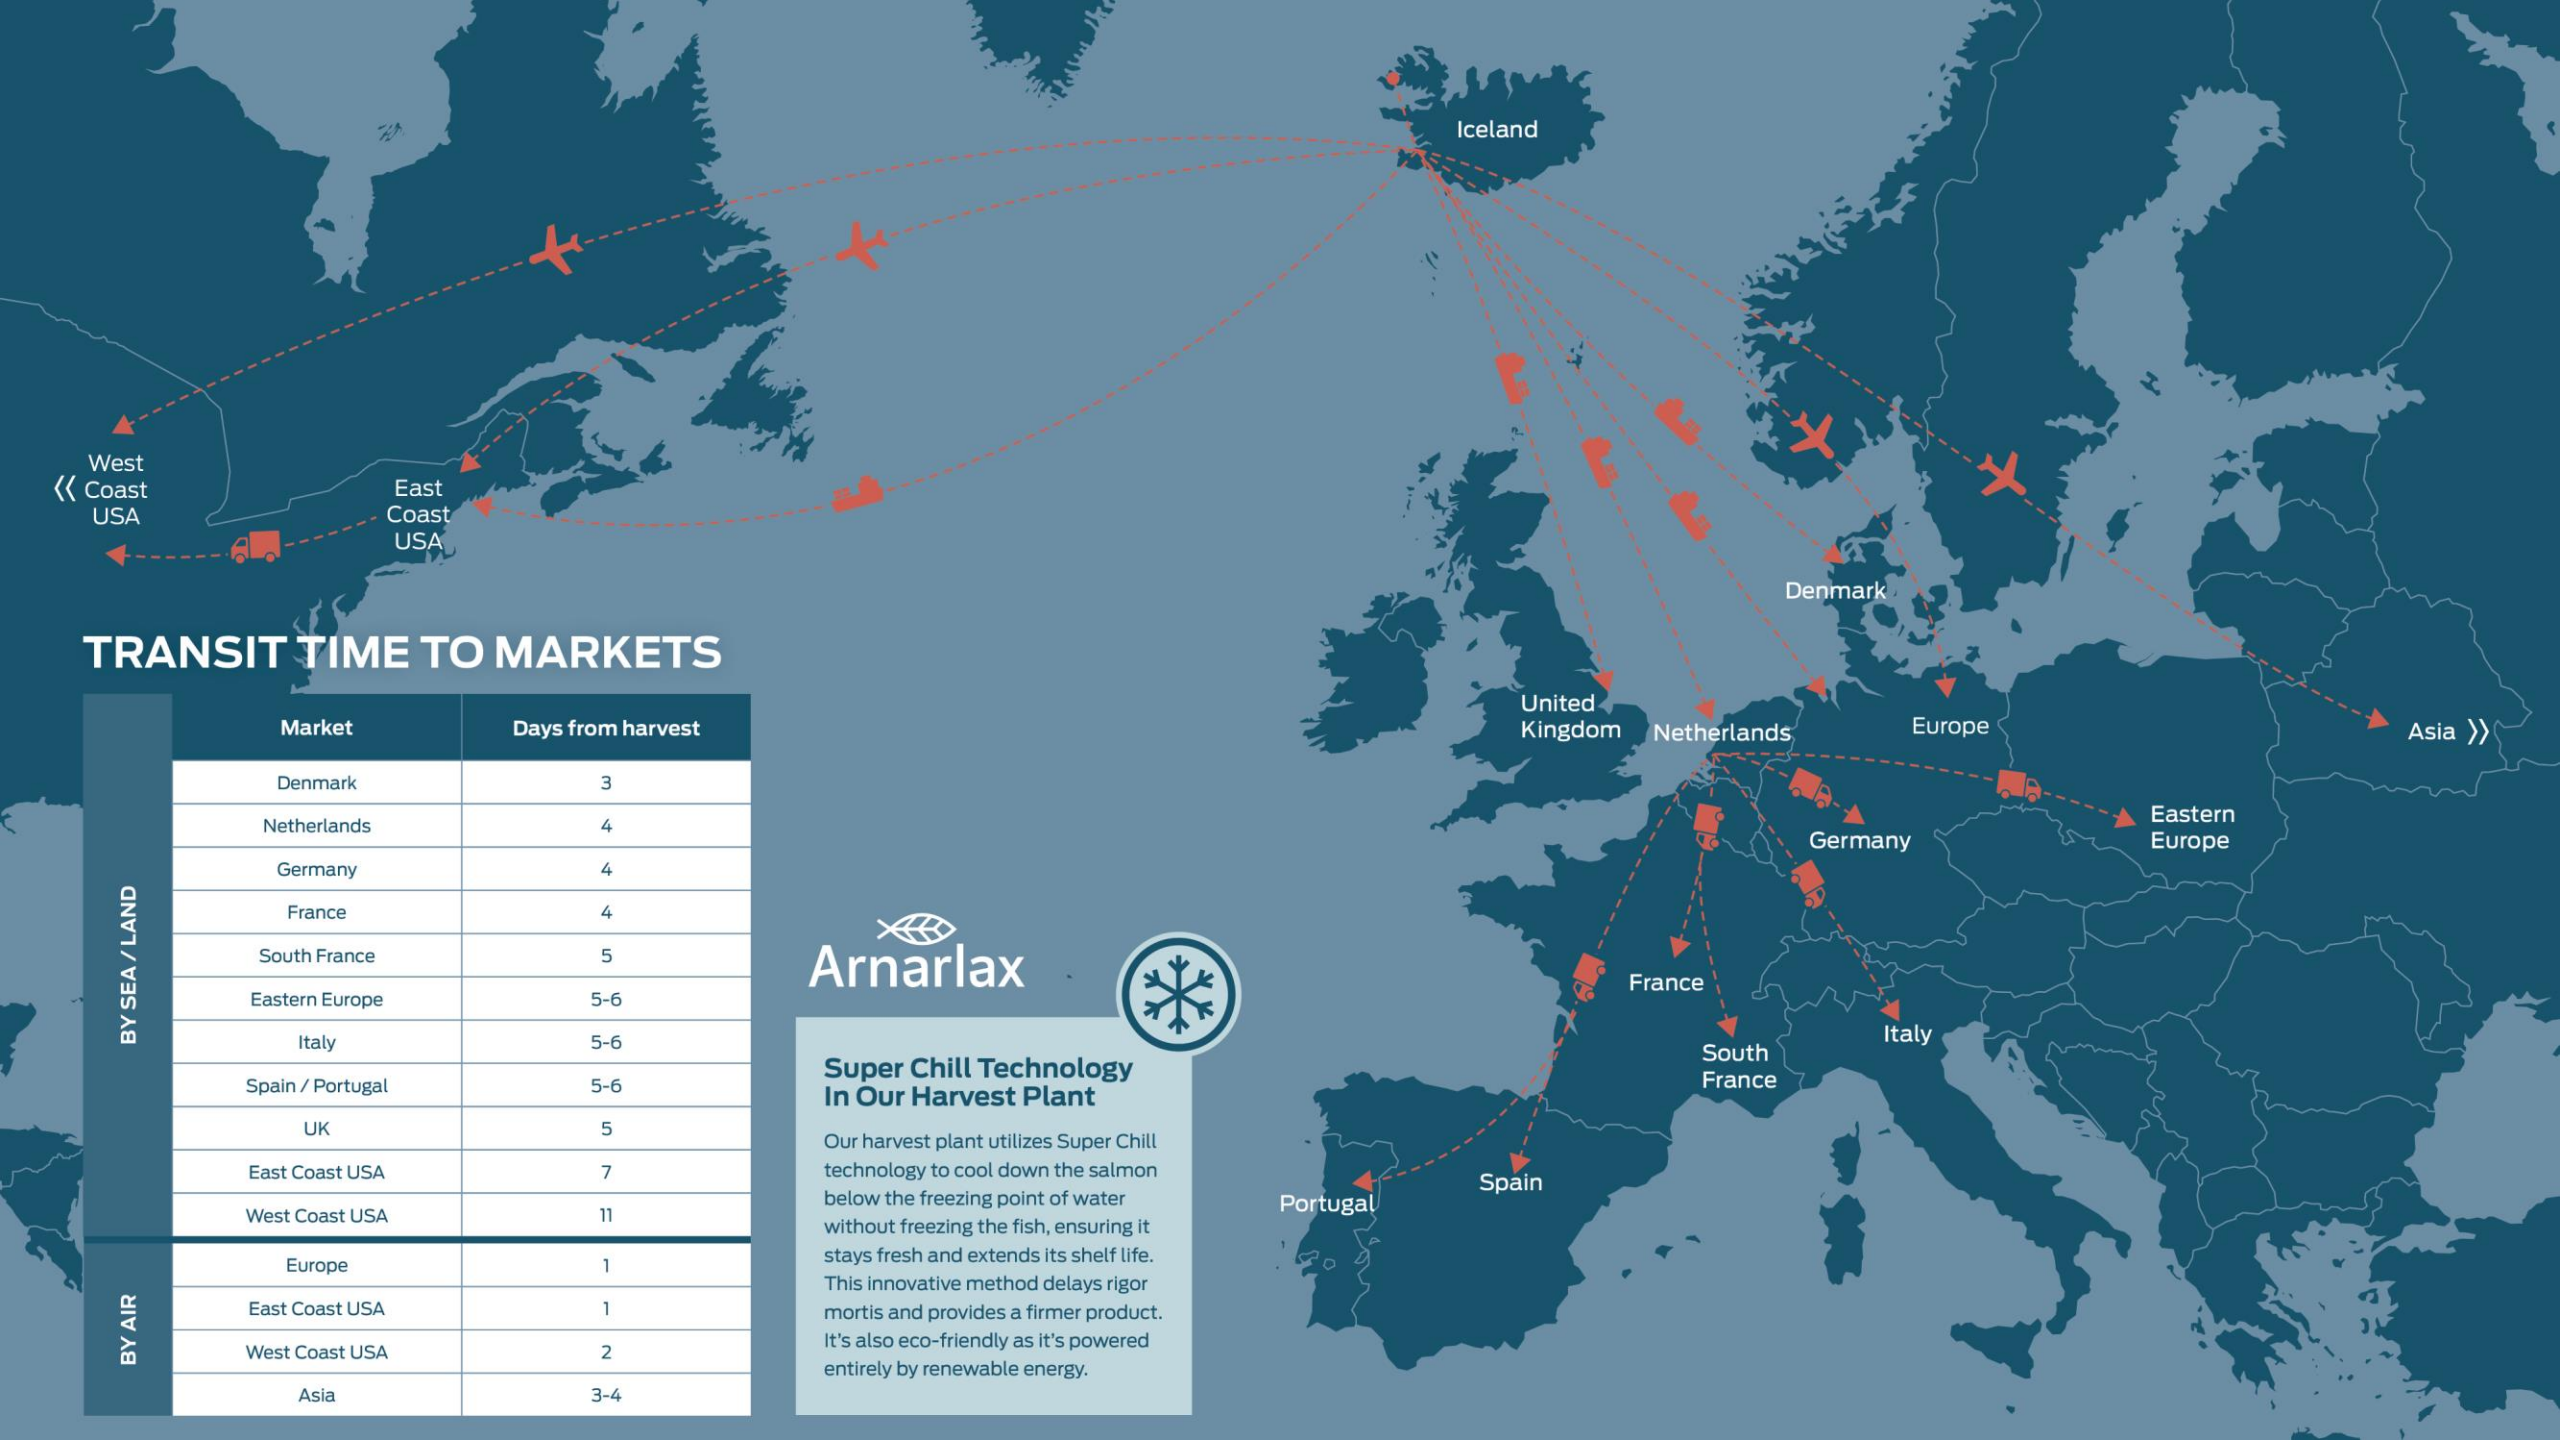 Iceland
West
Coast
USA
East
Coast
USA
Denmark
United
Kingdom
Netherlands
Europe
Asia
Eastern
Europe
Germany
France
South
France
Italy
Spain
Portugal
TRANSIT TIME TO MARKETS
Market Days from harvest
BY SEA / LAND
Denmark 3
Netherlands 4
Germany 4
France 4
South France 5
Eastern Europe 5-6
Italy 5-6
Spain / Portugal 5-6
UK 5
East Coast USA 7
West Coast USA 11
BY AIR
Europe 1
East Coast USA 1
West Coast USA 2
Asia 3-4
Arnarlax
Super Chill Technology
In Our Harvest Plant
Our harvest plant utilizes Super Chill
technology to cool down the salmon
below the freezing point of water
without freezing the fish, ensuring it
stays fresh and extends its shelf life.
This innovative method delays rigor
mortis and provides a firmer product.
It's also eco-friendly as it's powered
entirely by renewable energy.